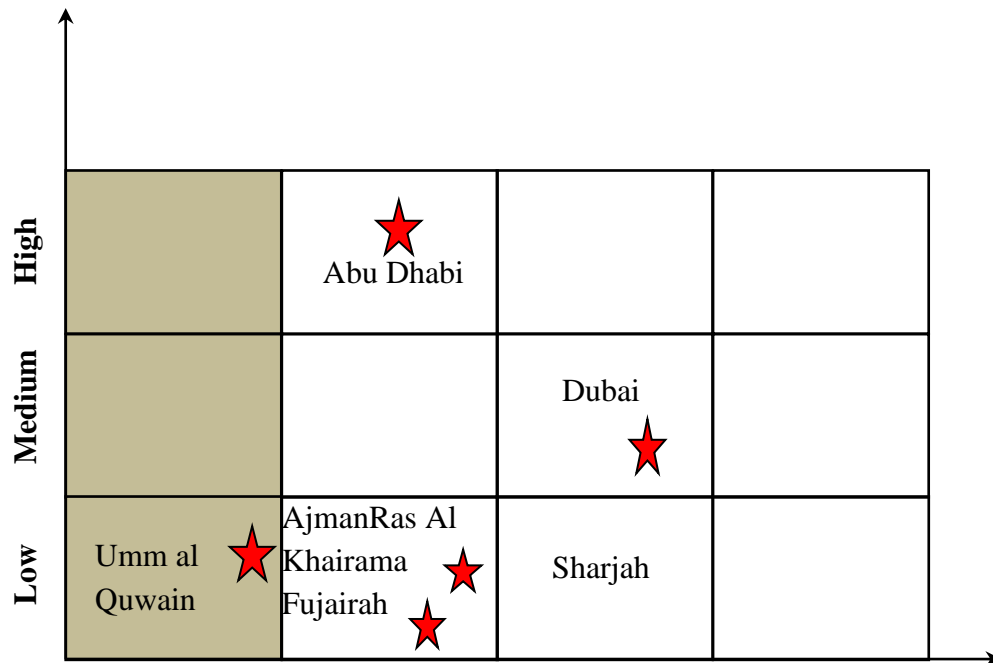 High
Abu Dhabi
Medium
Dubai
Low
Umm al
Quwain
AjmanRas Al
Khairama
Fujairah
Sharjah